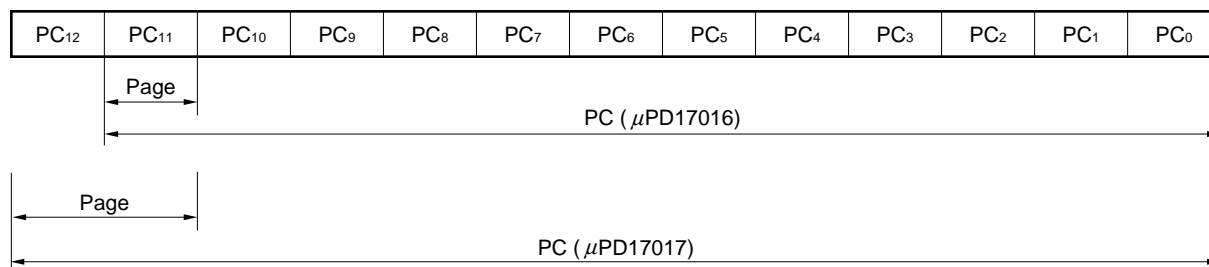 PC₁₂ PC₁₁ PC₁₀ PC₉ PC₈ PC₇ PC₆ PC₅ PC₄ PC₃ PC₂ PC₁ PC₀
Page
PC ( μPD17016)
Page
PC ( μPD17017)